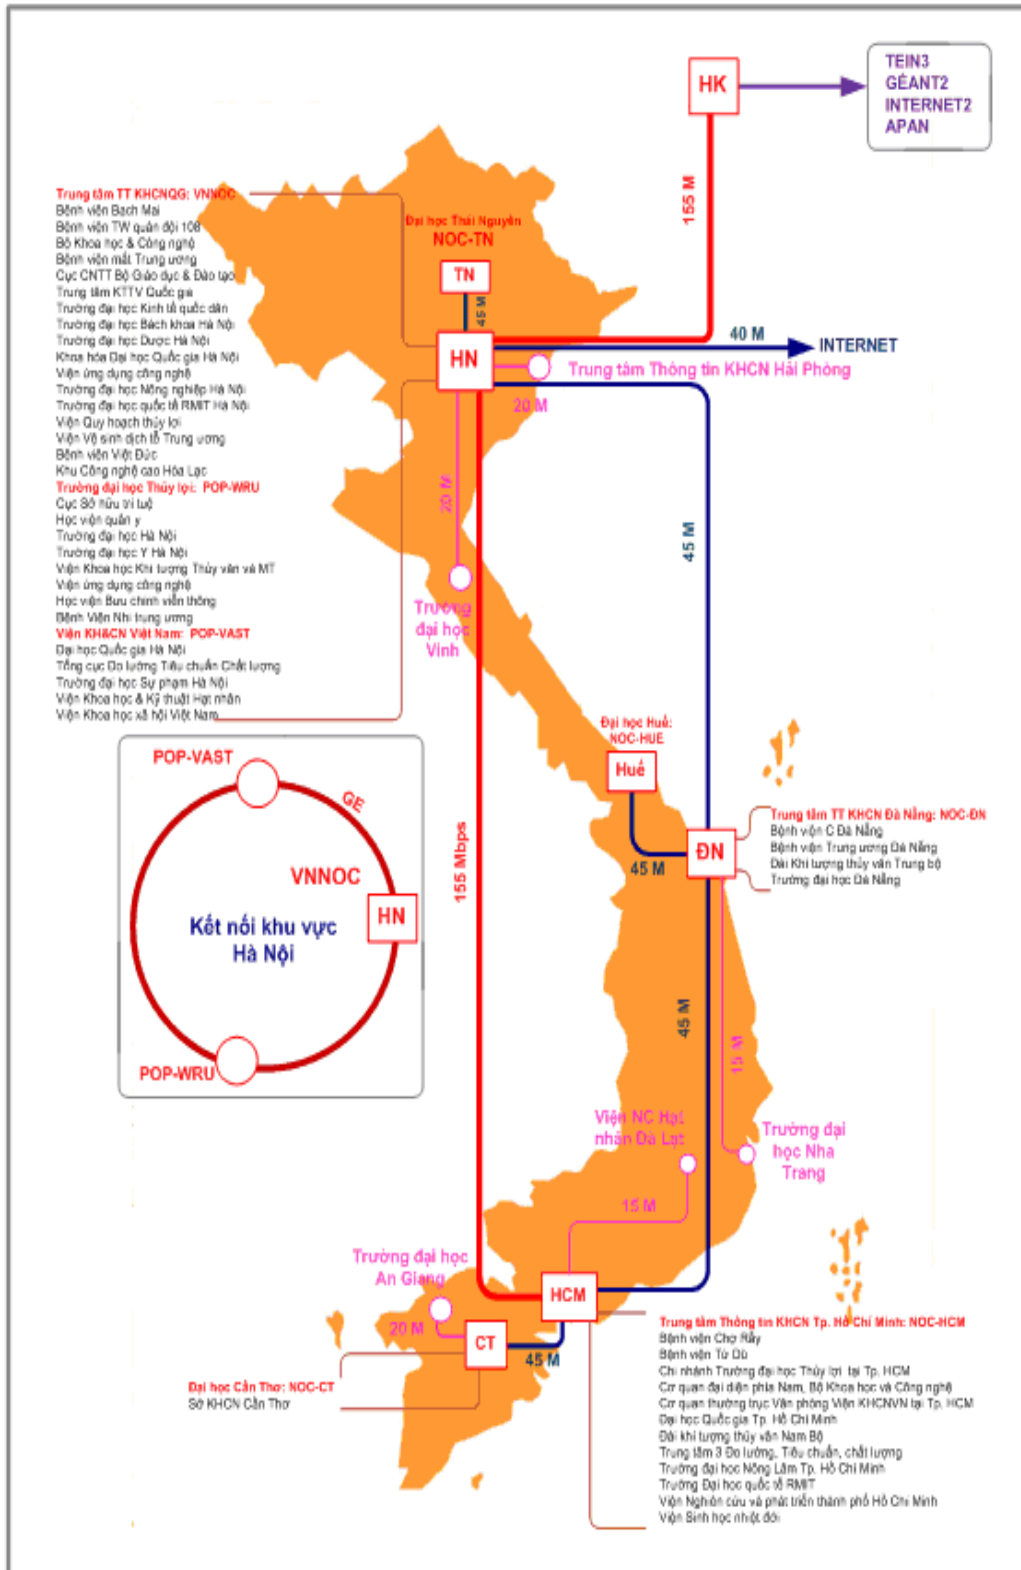 TEIN3
GÉANT2
INTERNET2
APAN
HK
155 M
Trung tâm TT KHCNQG: VNNOC
Bệnh viện Bạch Mai
Bệnh viện TW quân đội 108
Bộ Khoa học & Công nghệ
Bệnh viện mắt Trung ương
Cục CNTT Bộ Giáo dục & Đào tạo
Trung tâm KTTV Quốc gia
Trường đại học Kinh tế quốc dân
Trường đại học Bách khoa Hà Nội
Trường đại học Dược Hà Nội
Khoa hóa Đại học Quốc gia Hà Nội
Viện ứng dụng công nghệ
Trường đại học Nông nghiệp Hà Nội
Trường đại học quốc tế RMIT Hà Nội
Viện Quy hoạch thủy lợi
Viện Vệ sinh dịch tễ Trung ương
Bệnh viện Việt Đức
Khu Công nghệ cao Hòa Lạc
Trường đại học Thủy lợi: POP-WRU
Cục Sở hữu trí tuệ
Học viện quân y
Trường đại học Hà Nội
Trường đại học Y Hà Nội
Viện Khoa học Khí tượng Thủy văn và MT
Viện ứng dụng công nghệ
Học viện Bưu chính viễn thông
Bệnh Viện Nhi trung ương
Viện KH&CN Việt Nam: POP-VAST
Đại học Quốc gia Hà Nội
Tổng cục Đo lường Tiêu chuẩn Chất lượng
Trường đại học Sư phạm Hà Nội
Viện Khoa học & Kỹ thuật Hạt nhân
Viện Khoa học xã hội Việt Nam
Đại học Thái Nguyên
NOC-TN
TN
45 M
HN
40 M
INTERNET
Trung tâm Thông tin KHCN Hải Phòng
20 M
20 M
45 M
Trường
đại học
Vinh
155 Mbps
Đại học Huế:
NOC-HUE
Huế
45 M
ĐN
Trung tâm TT KHCN Đà Nẵng: NOC-ĐN
Bệnh viện C Đà Nẵng
Bệnh viện Trung ương Đà Nẵng
Đài Khí tượng thủy văn Trung bộ
Trường đại học Đà Nẵng
POP-VAST
GE
VNNOC
HN
Kết nối khu vực
Hà Nội
POP-WRU
45 M
15 M
Viện NC Hạt
nhân Đà Lạt
Trường đại
học Nha
Trang
15 M
Trường đại học
An Giang
20 M
HCM
CT
45 M
Đại học Cần Thơ: NOC-CT
Sở KHCN Cần Thơ
Trung tâm Thông tin KHCN Tp. Hồ Chí Minh: NOC-HCM
Bệnh viện Chợ Rẫy
Bệnh viện Từ Dũ
Chi nhánh Trường đại học Thủy lợi tại Tp. HCM
Cơ quan đại diện phía Nam, Bộ Khoa học và Công nghệ
Cơ quan thường trục Văn phòng Viện KHCNVN tại Tp. HCM
Đại học Quốc gia Tp. Hồ Chí Minh
Đài khí tượng thủy văn Nam Bộ
Trung tâm 3 Đo lường, Tiêu chuẩn, chất lượng
Trường đại học Nông Lâm Tp. Hồ Chí Minh
Trường Đại học quốc tế RMIT
Viện Nghiên cứu và phát triển thành phố Hồ Chí Minh
Viện Sinh học nhiệt đới